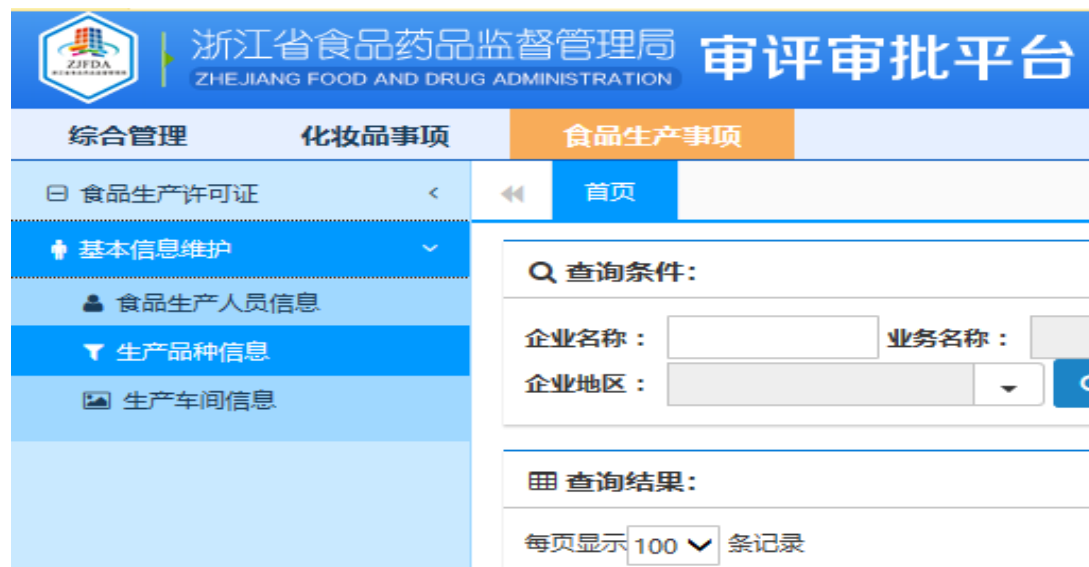 ZJFDA
浙江省食品药品监督管理局
ZHEJIANG FOOD AND DRUG ADMINISTRATION
审评审批平台
综合管理 化妆品事项 食品生产事项
食品生产许可证
首页
基本信息维护
食品生产人员信息
生产品种信息
生产车间信息
查询条件：
企业名称： 业务名称：
企业地区：
查询结果：
每页显示 100 条记录